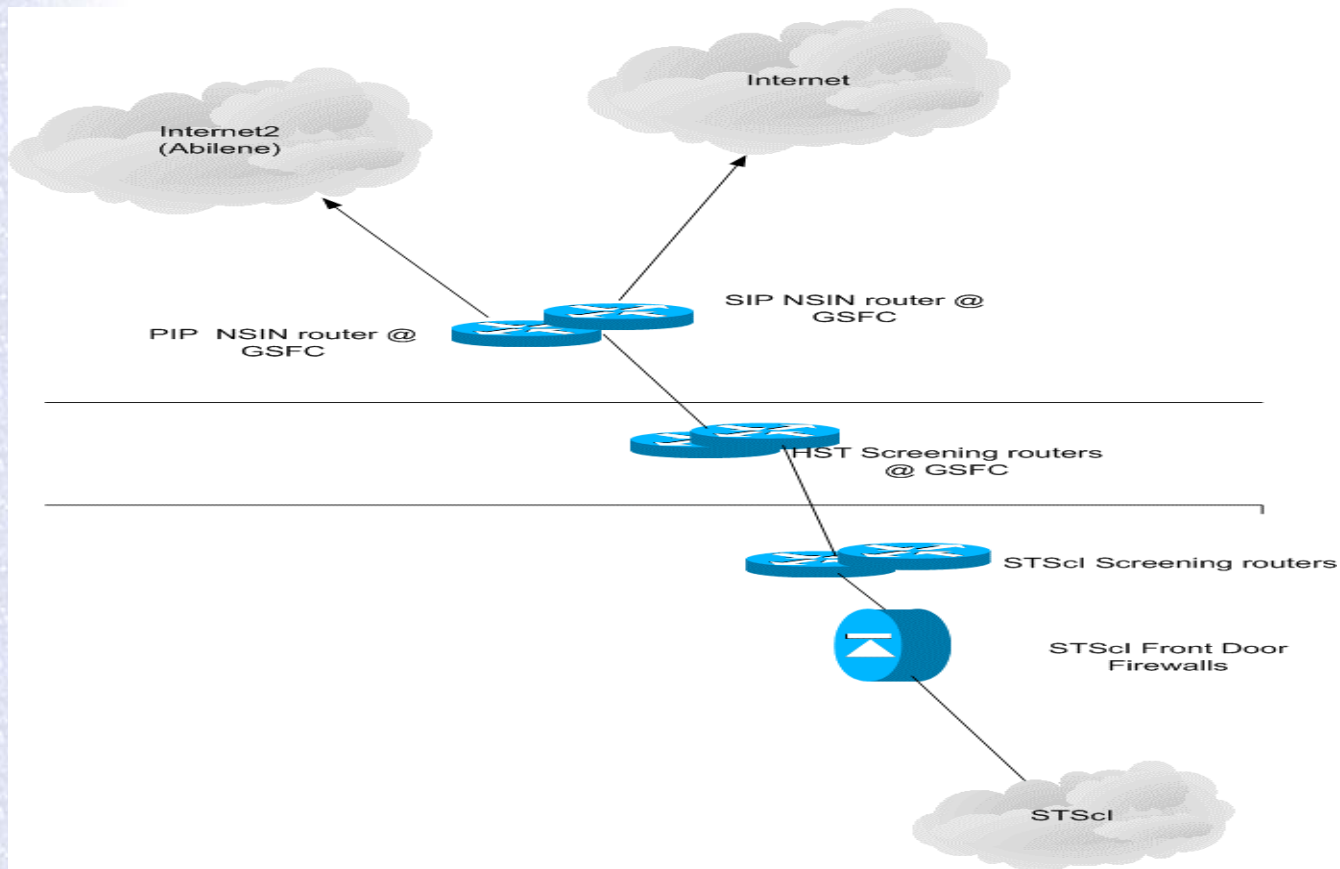 Internet
Internet2
(Abilene)
SIP NSIN router @
GSFC
PIP NSIN router @
GSFC
HST Screening routers
@ GSFC
STScI Screening routers
STScI Front Door
Firewalls
STScI